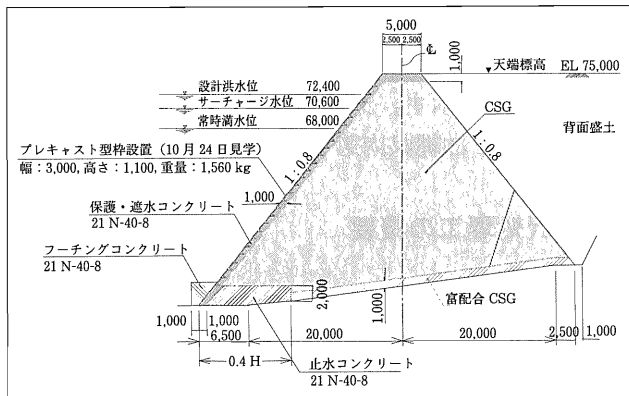 5,000
2,500 2,500
℄
1,000
天端標高 EL 75,000
設計洪水位 72,400
サーチャージ水位 70,600
常時満水位 68,000
CSG
背面盛土
プレキャスト型枠設置（10月24日見学）
幅：3,000, 高さ：1,100, 重量：1,560 kg
1：0.8
1：0.8
1,000
保護・遮水コンクリート
21 N-40-8
フーチングコンクリート
21 N-40-8
2,000
1,000
富配合 CSG
1,000 1,000
6,500 20,000 20,000 2,500 1,000
0.4 H
止水コンクリート
21 N-40-8